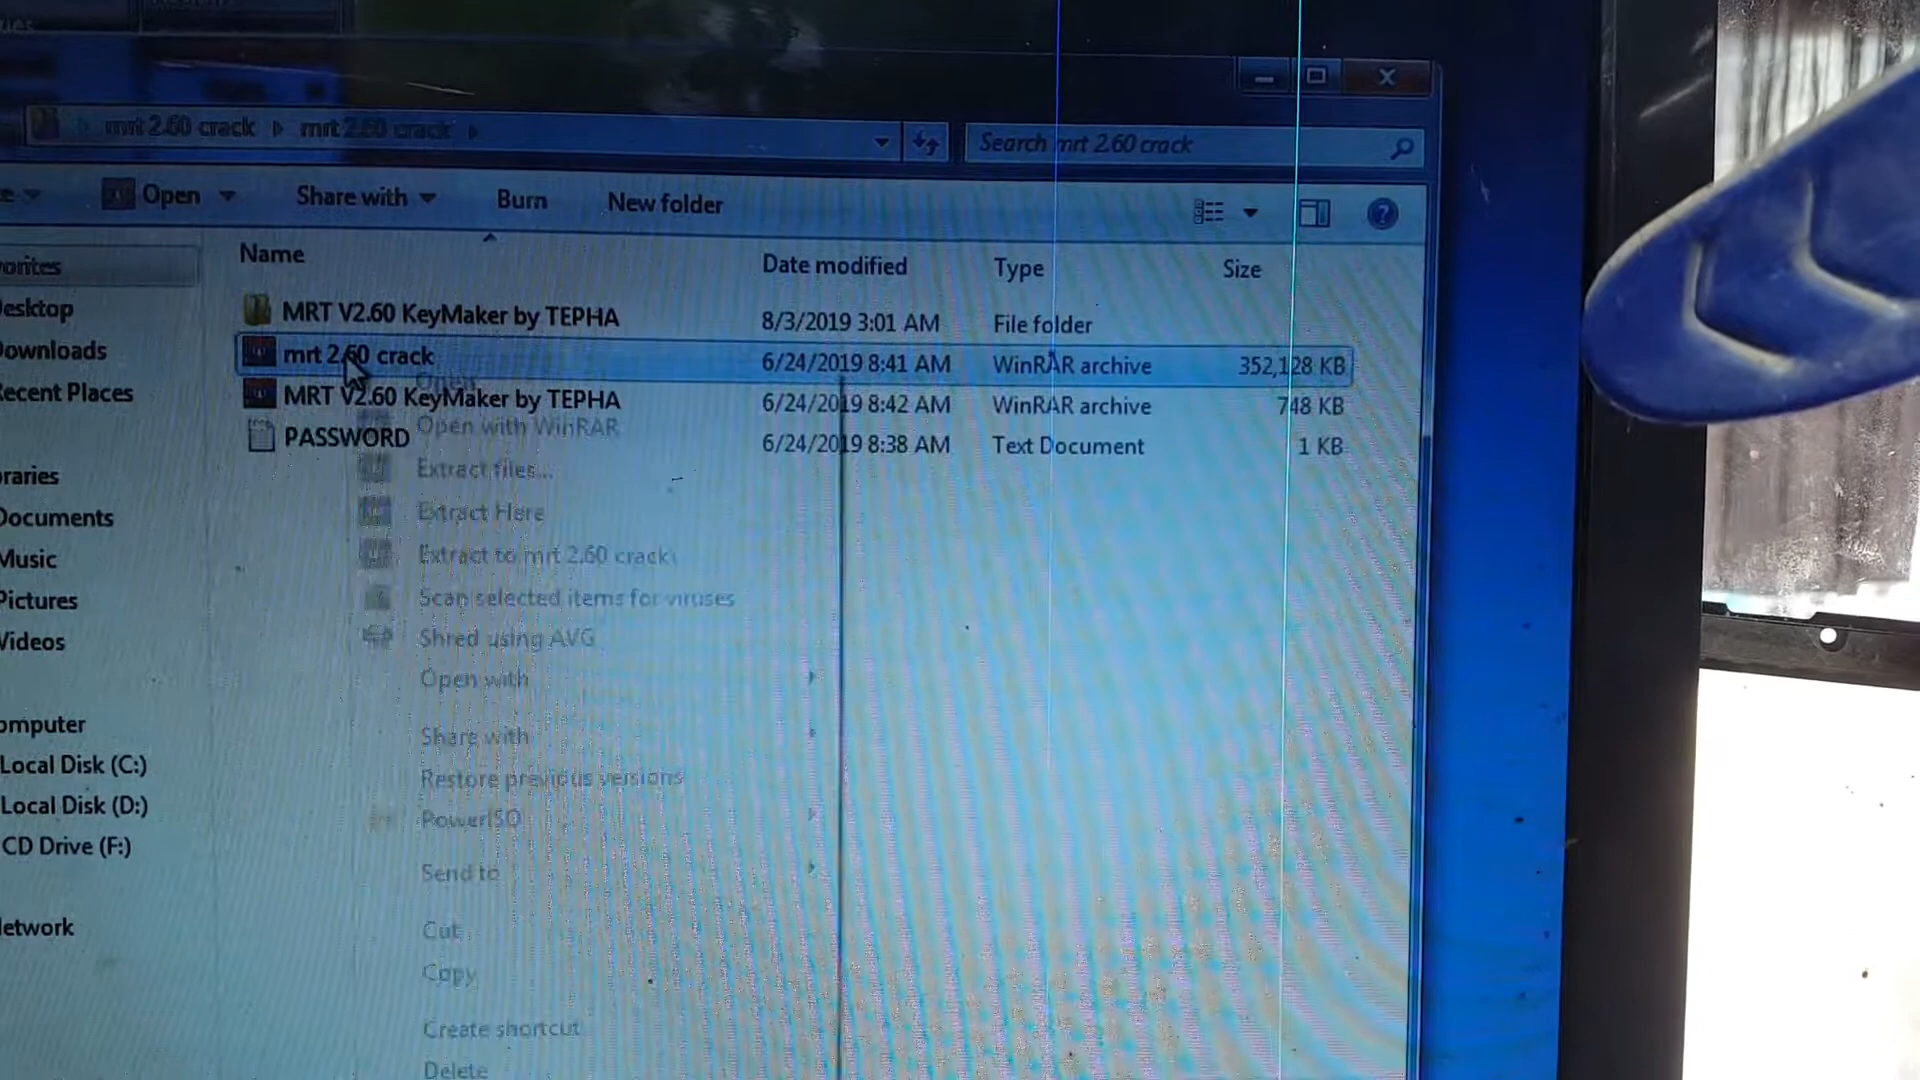 mrt 2.60 crack mrt 2.60 crack
Search mrt 2.60 crack
Open Share with Burn New folder
Name Date modified Type Size
MRT V2.60 KeyMaker by TEPHA 8/3/2019 3:01 AM File folder
mrt 2.60 crack 6/24/2019 8:41 AM WinRAR archive 352,128 KB
MRT V2.60 KeyMaker by TEPHA 6/24/2019 8:42 AM WinRAR archive 748 KB
PASSWORD 6/24/2019 8:38 AM Text Document 1 KB
Open
Open with WinRAR
Extract files...
Extract Here
Extract to mrt 2.60 crack\
Scan selected items for viruses
Shred using AVG
Open with
Share with
Restore previous versions
PowerISO
Send to
Cut
Copy
Create shortcut
Delete
orites
esktop
ownloads
ecent Places
raries
Documents
Music
Pictures
Videos
omputer
Local Disk (C:)
Local Disk (D:)
CD Drive (F:)
etwork